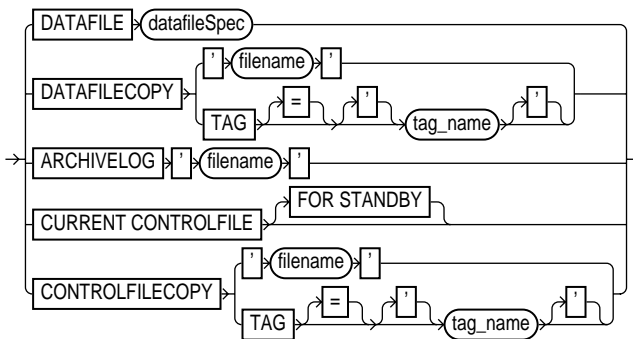 DATAFILE datafileSpec
' filename '
DATAFILECOPY
TAG = ' tag_name '
ARCHIVELOG ' filename '
FOR STANDBY
CURRENT CONTROLFILE
' filename '
CONTROLFILECOPY
TAG = ' tag_name '